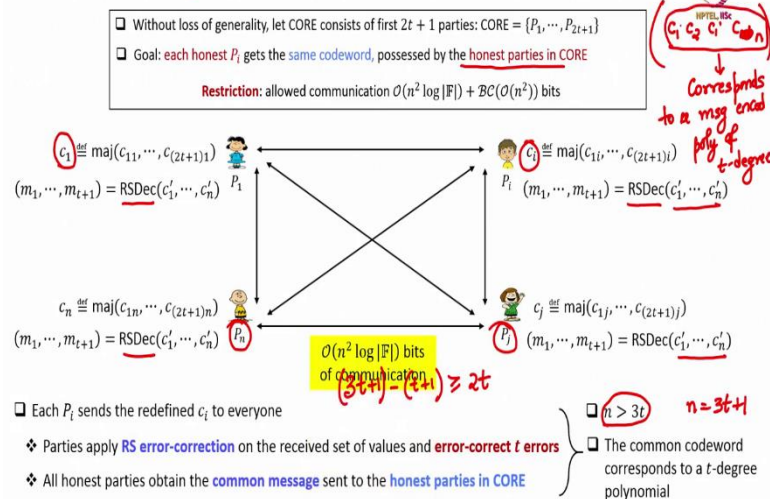 ❑ Without loss of generality, let CORE consists of first 2t + 1 parties: CORE = {P₁, ⋯, P₂ₜ₊₁}
❑ Goal: each honest Pᵢ gets the same codeword, possessed by the honest parties in CORE
Restriction: allowed communication 𝒪(n² log|𝔽|) + ℬ𝒞(𝒪(n²)) bits
NPTEL, IISc
Corresponds
to a msg encod
poly of
t-degree
c₁ ≝ maj(c₁₁, ⋯, c₍₂ₜ₊₁₎₁)
P₁
(m₁, ⋯, mₜ₊₁) = RSDec(c′₁, ⋯, c′ₙ)
cᵢ ≝ maj(c₁ᵢ, ⋯, c₍₂ₜ₊₁₎ᵢ)
Pᵢ
(m₁, ⋯, mₜ₊₁) = RSDec(c′₁, ⋯, c′ₙ)
cₙ ≝ maj(c₁ₙ, ⋯, c₍₂ₜ₊₁₎ₙ)
(m₁, ⋯, mₜ₊₁) = RSDec(c′₁, ⋯, c′ₙ)
Pₙ
cⱼ ≝ maj(c₁ⱼ, ⋯, c₍₂ₜ₊₁₎ⱼ)
Pⱼ
(m₁, ⋯, mₜ₊₁) = RSDec(c′₁, ⋯, c′ₙ)
𝒪(n² log|𝔽|) bits
of communication
(3t+1) - (t+1) ≥ 2t
❑ Each Pᵢ sends the redefined cᵢ to everyone
❖ Parties apply RS error-correction on the received set of values and error-correct t errors
❖ All honest parties obtain the common message sent to the honest parties in CORE
❑ n > 3t
n = 3t+1
❑ The common codeword
corresponds to a t-degree
polynomial